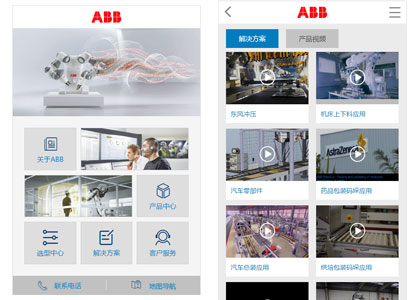 ABB
关于ABB
产品中心
选型中心
解决方案
客户服务
联系电话
地图导航
ABB
解决方案
产品视频
东风冲压
机床上下料应用
汽车零部件
AstraZene
药品包装码垛应用
汽车总装应用
烘焙包装码垛应用